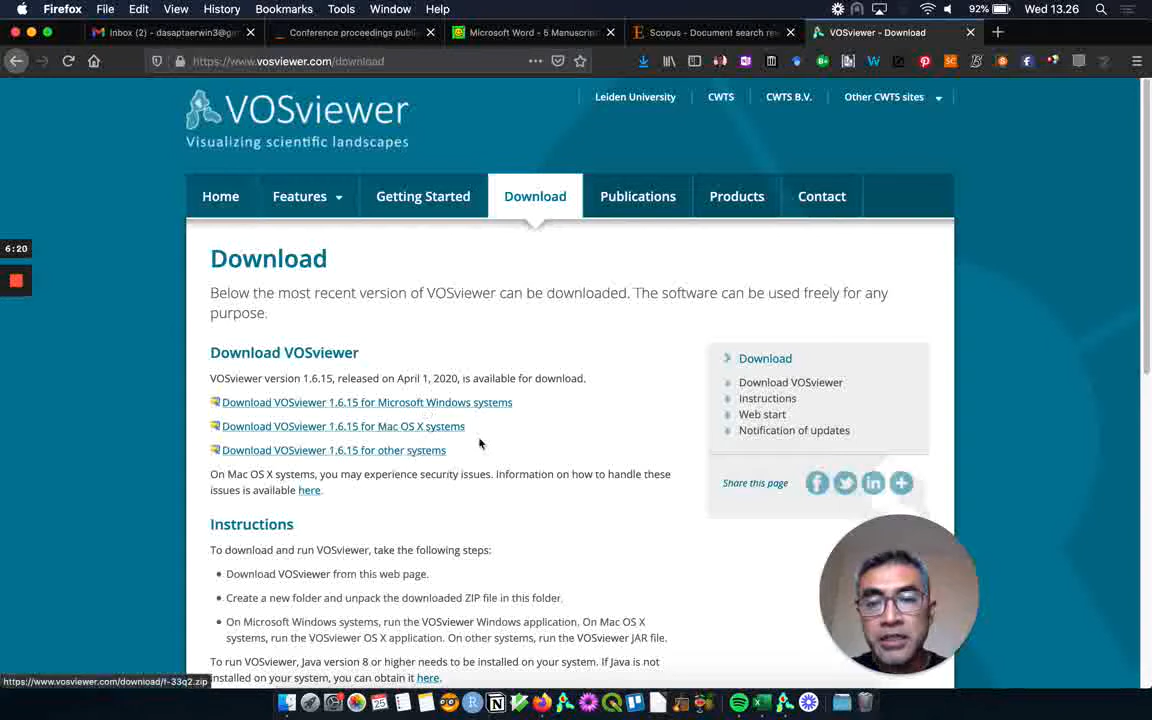 Firefox File Edit View History Bookmarks Tools Window Help 92% Wed 13.26
Inbox (2) - dasaptaerwin3@gm
Conference proceedings publi
Microsoft Word - 5 Manuscript
Scopus - Document search res
VOSviewer - Download
https://www.vosviewer.com/download
VOSviewer
Visualizing scientific landscapes
Leiden University CWTS CWTS B.V. Other CWTS sites
Home Features Getting Started Download Publications Products Contact
6:20
Download
Below the most recent version of VOSviewer can be downloaded. The software can be used freely for any
purpose.
Download VOSviewer
VOSviewer version 1.6.15, released on April 1, 2020, is available for download.
Download VOSviewer 1.6.15 for Microsoft Windows systems
Download VOSviewer 1.6.15 for Mac OS X systems
Download VOSviewer 1.6.15 for other systems
On Mac OS X systems, you may experience security issues. Information on how to handle these
issues is available here.
Instructions
To download and run VOSviewer, take the following steps:
Download VOSviewer from this web page.
Create a new folder and unpack the downloaded ZIP file in this folder.
On Microsoft Windows systems, run the VOSviewer Windows application. On Mac OS X
systems, run the VOSviewer OS X application. On other systems, run the VOSviewer JAR file.
To run VOSviewer, Java version 8 or higher needs to be installed on your system. If Java is not
installed on your system, you can obtain it here.
Download
Download VOSviewer
Instructions
Web start
Notification of updates
Share this page
https://www.vosviewer.com/download/f-33q2.zip